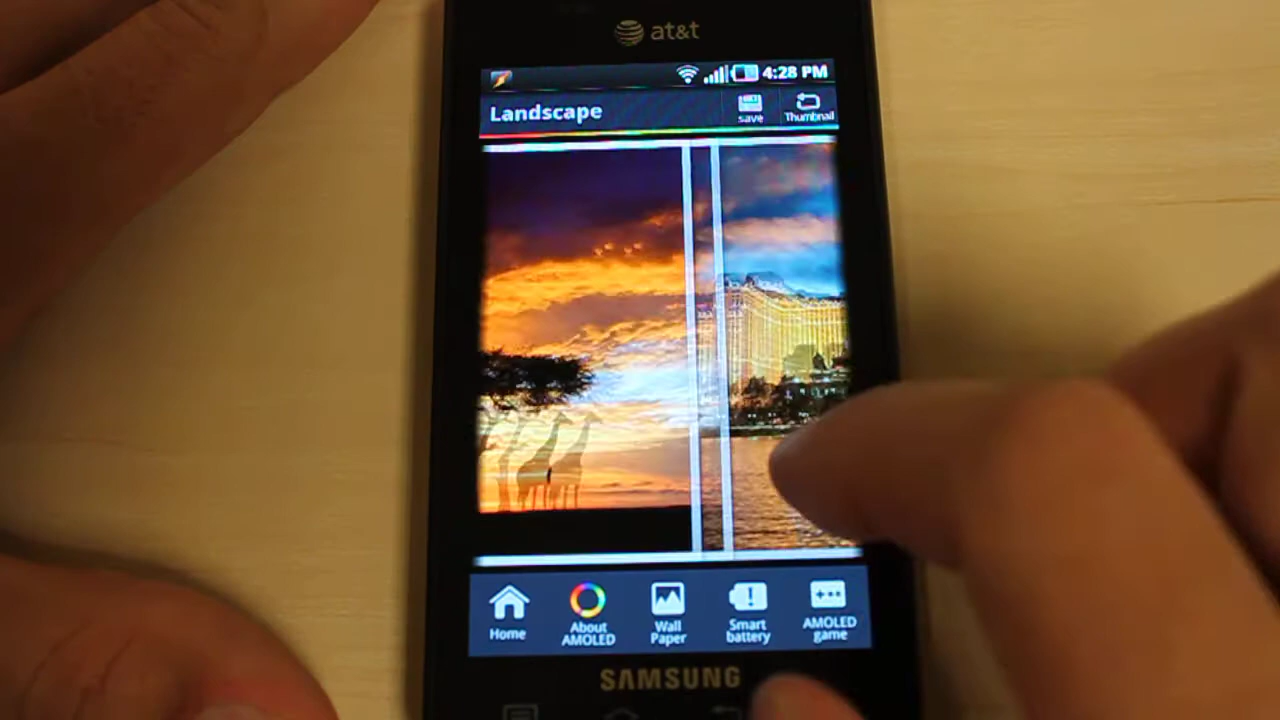 at&t
4:28 PM
Landscape
save
Thumbnail
Home
About
AMOLED
Wall
Paper
Smart
battery
AMOLED
game
SAMSUNG